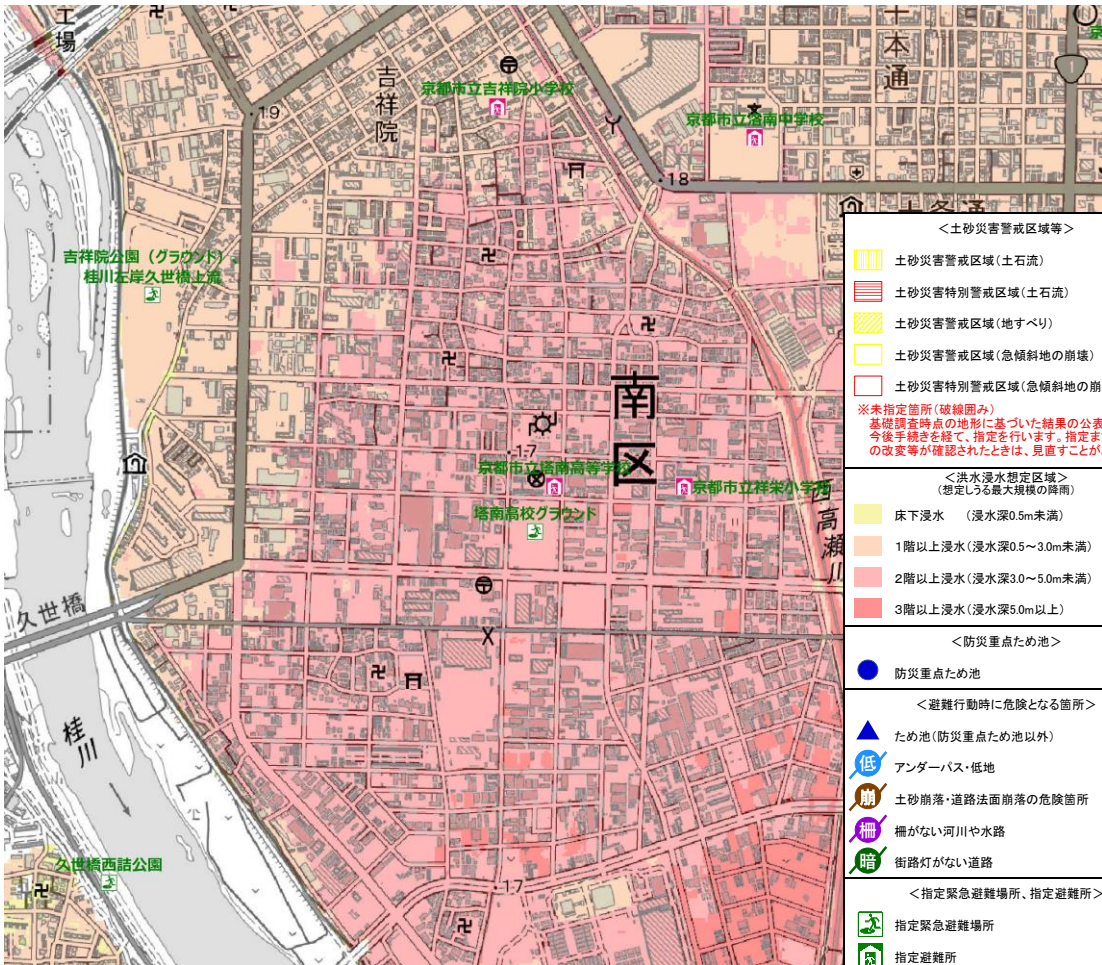 工場
吉祥院
京都市立吉祥院小学校
19
京都市立洛南中学校
十本通
1
18
十条通
吉祥院公園(グラウンド)
桂川左岸久世橋上流
南区
17
京都市立塔南高等学校
京都市立祥栄小学校
塔南高校グラウンド
西高瀬川
久世橋
桂川
17
久世橋西詰公園
<土砂災害警戒区域等>
土砂災害警戒区域(土石流)
土砂災害特別警戒区域(土石流)
土砂災害警戒区域(地すべり)
土砂災害警戒区域(急傾斜地の崩壊)
土砂災害特別警戒区域(急傾斜地の崩
※未指定箇所(破線囲み)
基礎調査時点の地形に基づいた結果の公表
今後手続きを経て、指定を行います。指定ま
の改変等が確認されたときは、見直すことが
<洪水浸水想定区域>
(想定しうる最大規模の降雨)
床下浸水 (浸水深0.5m未満)
1階以上浸水(浸水深0.5~3.0m未満)
2階以上浸水(浸水深3.0~5.0m未満)
3階以上浸水(浸水深5.0m以上)
<防災重点ため池>
防災重点ため池
<避難行動時に危険となる箇所>
ため池(防災重点ため池以外)
低 アンダーパス・低地
崩 土砂崩落・道路法面崩落の危険箇所
柵 柵がない河川や水路
暗 街路灯がない道路
<指定緊急避難場所、指定避難所>
指定緊急避難場所
指定避難所